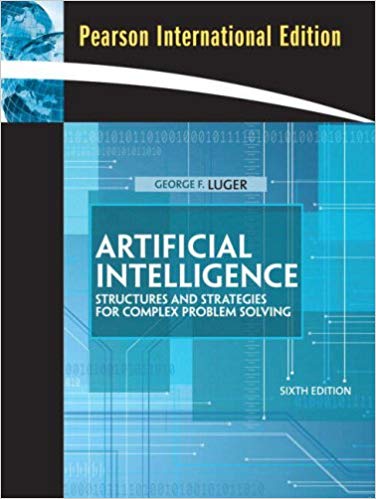 Pearson International Edition
GEORGE F. LUGER
ARTIFICIAL
INTELLIGENCE
STRUCTURES AND STRATEGIES
FOR COMPLEX PROBLEM SOLVING
SIXTH EDITION